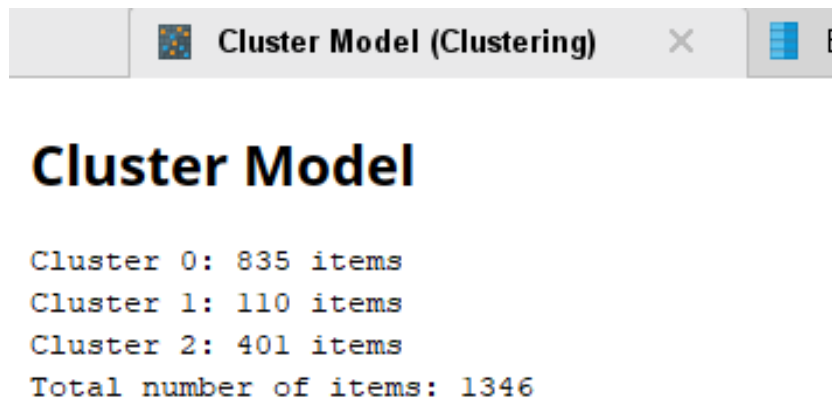 Cluster Model (Clustering)
Cluster Model
Cluster 0: 835 items
Cluster 1: 110 items
Cluster 2: 401 items
Total number of items: 1346